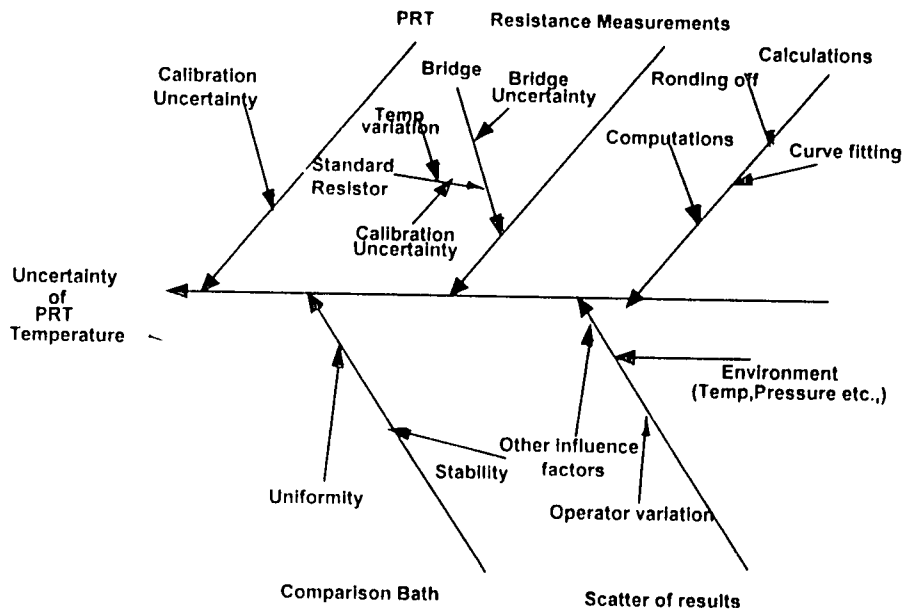 PRT
Resistance Measurements
Calculations
Calibration
Uncertainty
Bridge
Bridge
Uncertainty
Ronding off
Temp
variation
Computations
Curve fitting
Standard
Resistor
Calibration
Uncertainty
Uncertainty
of
PRT
Temperature
Environment
(Temp,Pressure etc.,)
Other influence
factors
Stability
Uniformity
Operator variation
Comparison Bath
Scatter of results